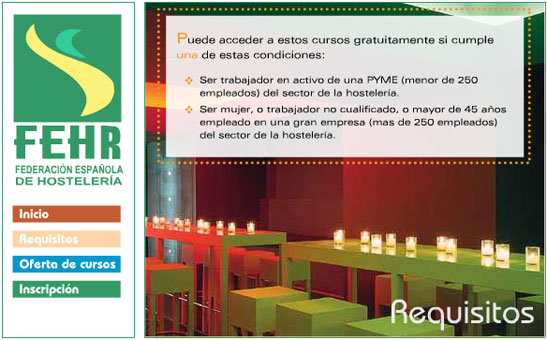 FEHR
FEDERACIÓN ESPAÑOLA
DE HOSTELERÍA
Inicio
Requisitos
Oferta de cursos
Inscripción
Puede acceder a estos cursos gratuitamente si cumple
una de estas condiciones:
Ser trabajador en activo de una PYME (menor de 250
empleados) del sector de la hostelería.
Ser mujer, o trabajador no cualificado, o mayor de 45 años
empleado en una gran empresa (mas de 250 empleados)
del sector de la hostelería.
Requisitos